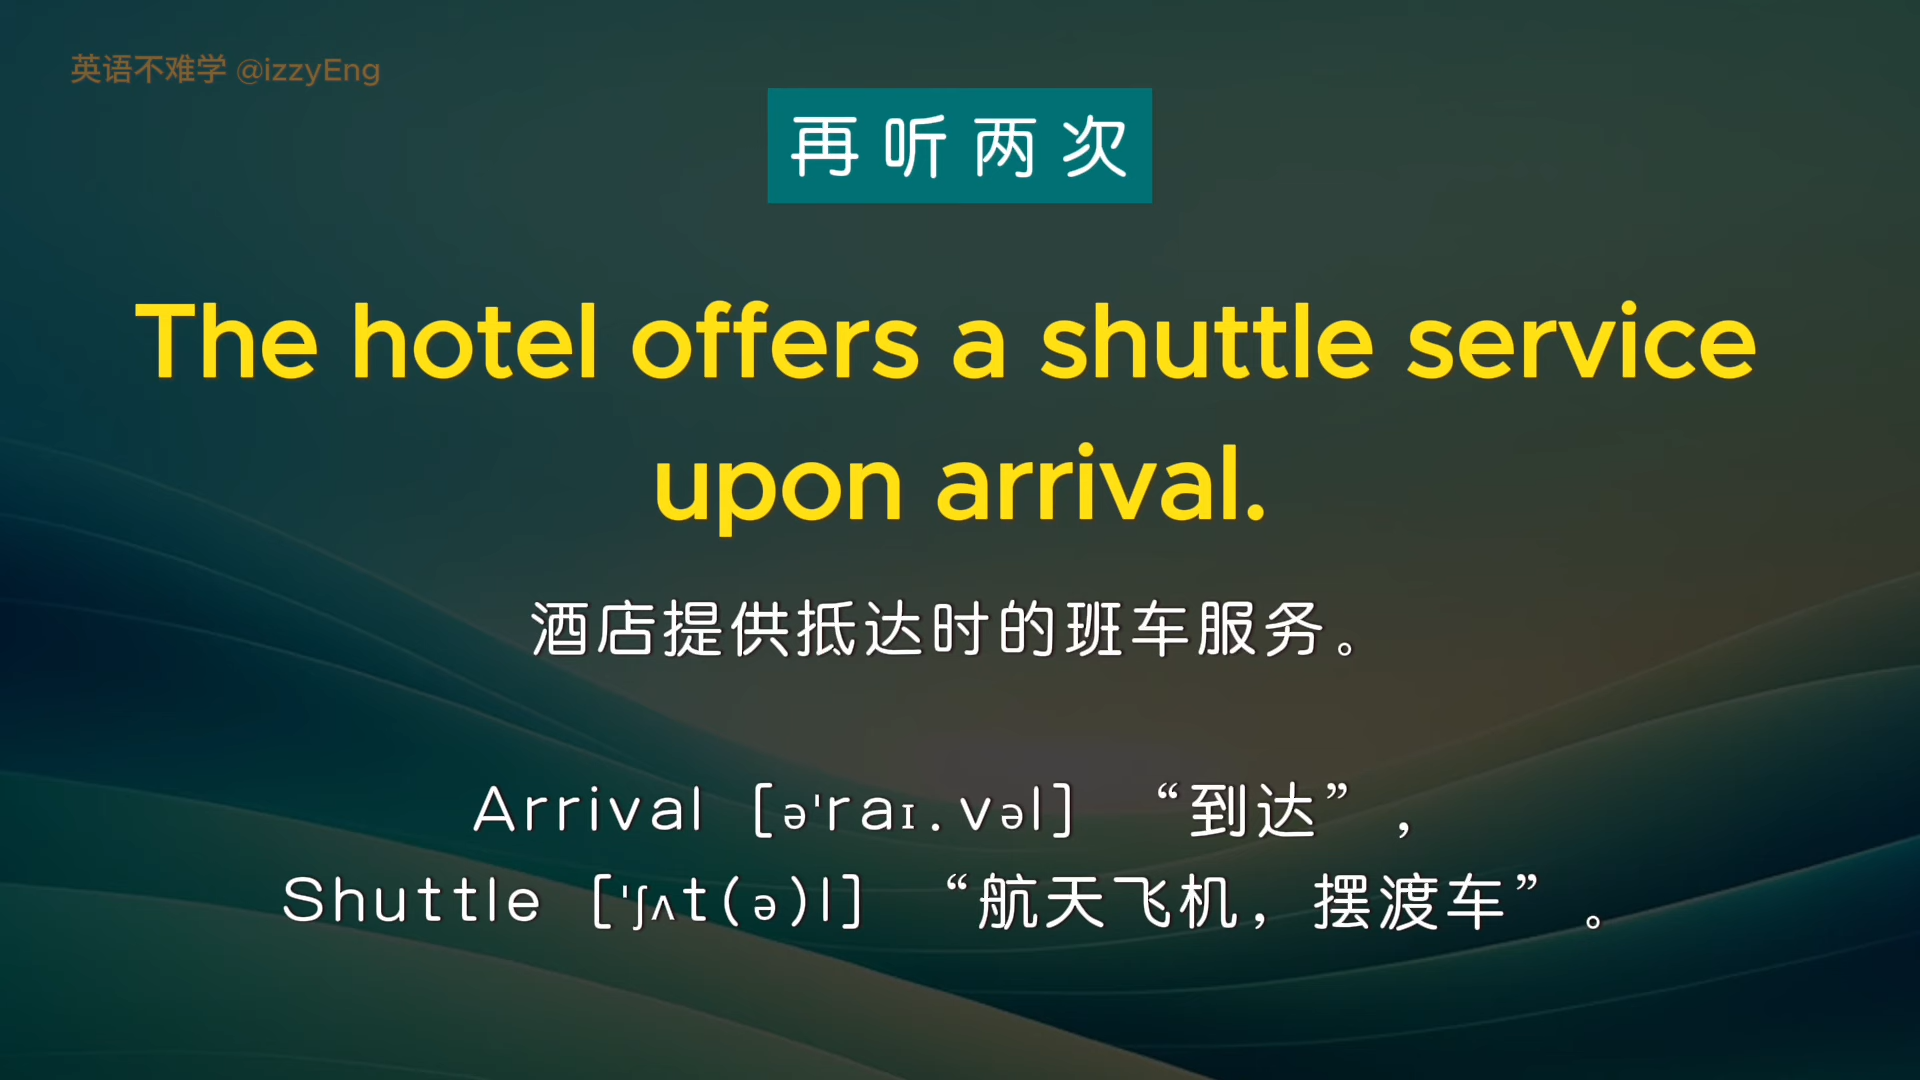 英语不难学 @izzyEng
再听两次
The hotel offers a shuttle service
upon arrival.
酒店提供抵达时的班车服务。
Arrival [ə'raɪ.vəl] “到达”，
Shuttle ['ʃʌt(ə)l] “航天飞机，摆渡车”。